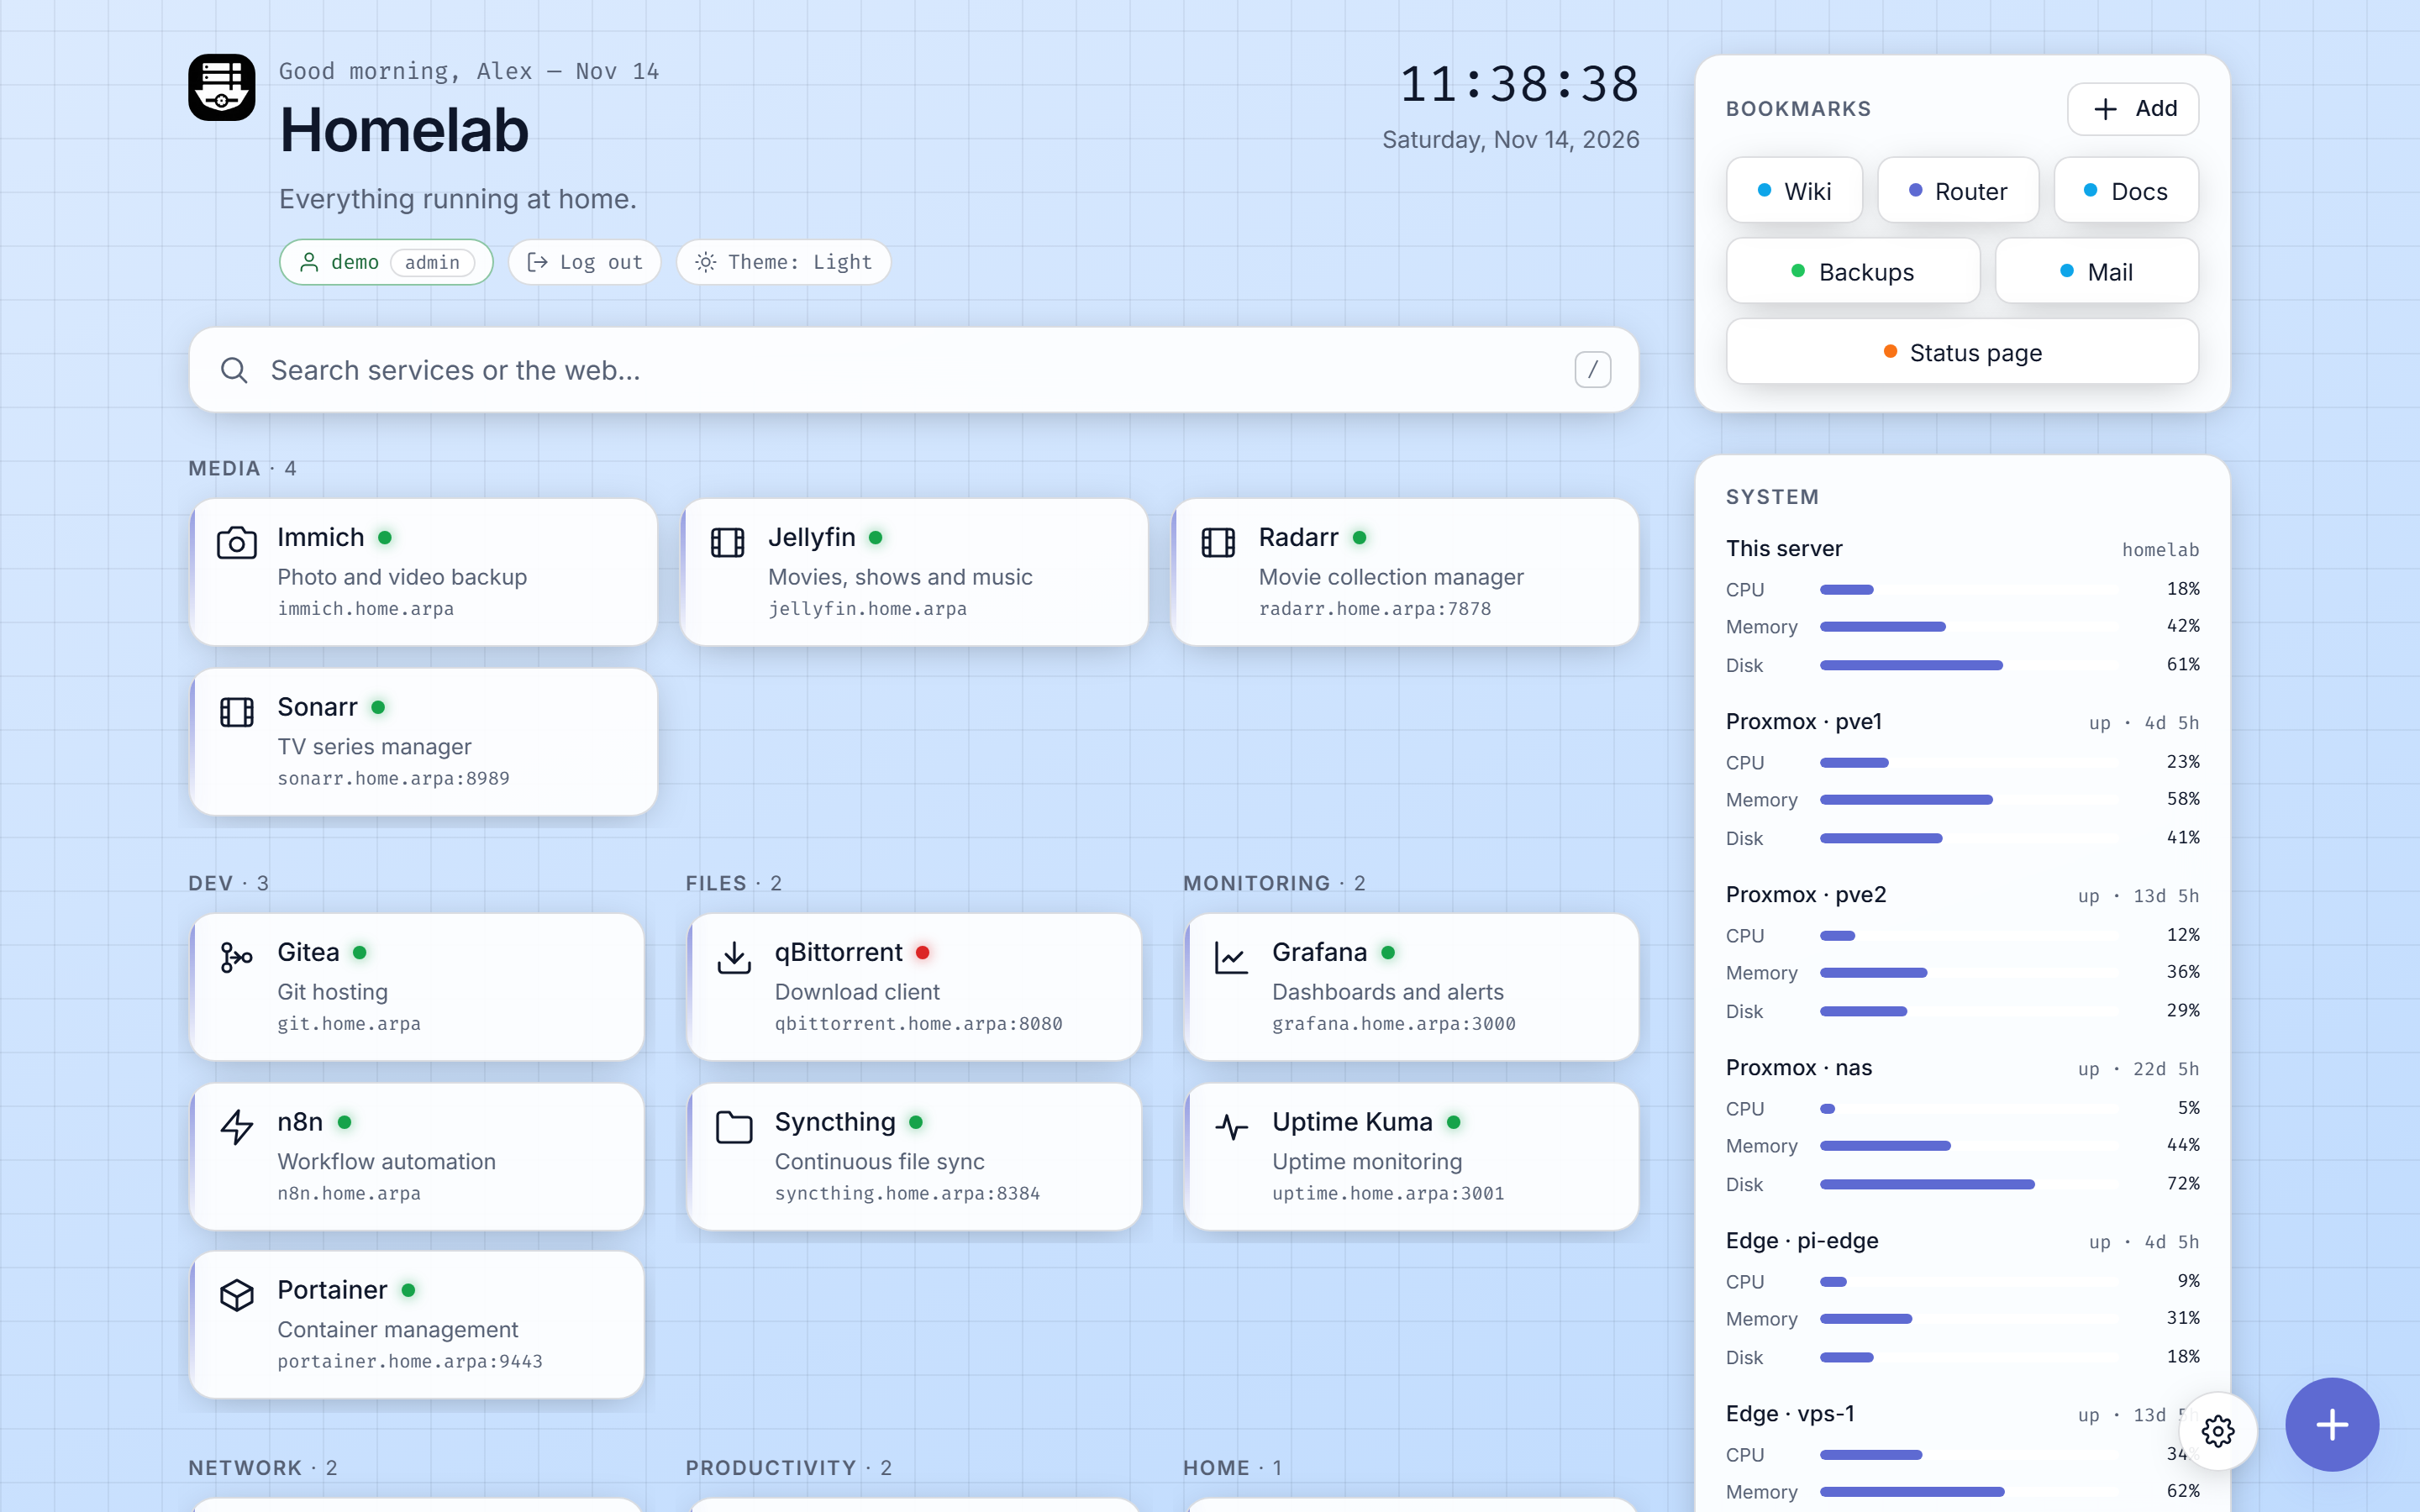 Good morning, Alex — Nov 14
Homelab
Everything running at home.
demo admin
Log out
Theme: Light
11:38:38
Saturday, Nov 14, 2026
Search services or the web...
/
MEDIA · 4
Immich
Photo and video backup
immich.home.arpa
Jellyfin
Movies, shows and music
jellyfin.home.arpa
Radarr
Movie collection manager
radarr.home.arpa:7878
Sonarr
TV series manager
sonarr.home.arpa:8989
DEV · 3
Gitea
Git hosting
git.home.arpa
n8n
Workflow automation
n8n.home.arpa
Portainer
Container management
portainer.home.arpa:9443
FILES · 2
qBittorrent
Download client
qbittorrent.home.arpa:8080
Syncthing
Continuous file sync
syncthing.home.arpa:8384
MONITORING · 2
Grafana
Dashboards and alerts
grafana.home.arpa:3000
Uptime Kuma
Uptime monitoring
uptime.home.arpa:3001
NETWORK · 2
PRODUCTIVITY · 2
HOME · 1
BOOKMARKS
Add
Wiki
Router
Docs
Backups
Mail
Status page
SYSTEM
This server homelab
CPU 18%
Memory 42%
Disk 61%
Proxmox · pve1 up · 4d 5h
CPU 23%
Memory 58%
Disk 41%
Proxmox · pve2 up · 13d 5h
CPU 12%
Memory 36%
Disk 29%
Proxmox · nas up · 22d 5h
CPU 5%
Memory 44%
Disk 72%
Edge · pi-edge up · 4d 5h
CPU 9%
Memory 31%
Disk 18%
Edge · vps-1 up · 13d 5h
CPU 34%
Memory 62%